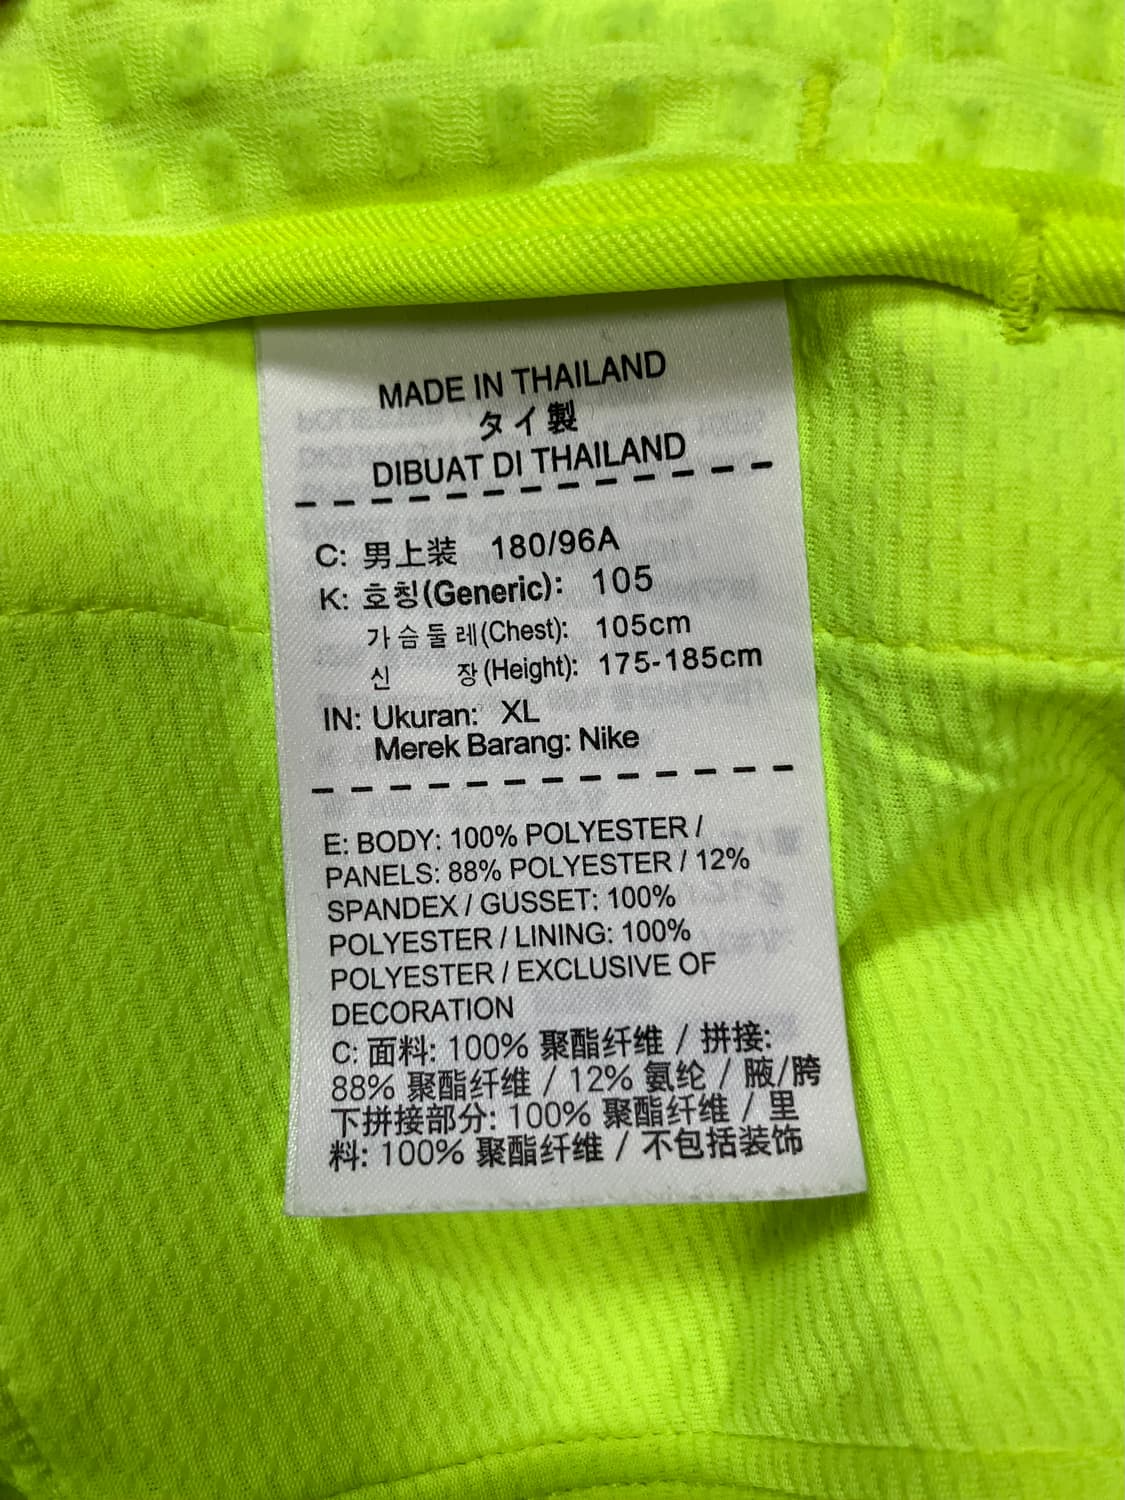 MADE IN THAILAND
タイ製
DIBUAT DI THAILAND
C: 男上装 180/96A
K: 호칭(Generic): 105
가슴둘레(Chest): 105cm
신 장(Height): 175-185cm
IN: Ukuran: XL
Merek Barang: Nike
E: BODY: 100% POLYESTER /
PANELS: 88% POLYESTER / 12%
SPANDEX / GUSSET: 100%
POLYESTER / LINING: 100%
POLYESTER / EXCLUSIVE OF
DECORATION
C: 面料: 100% 聚酯纤维 / 拼接:
88% 聚酯纤维 / 12% 氨纶 / 腋/胯
下拼接部分: 100% 聚酯纤维 / 里
料: 100% 聚酯纤维 / 不包括装饰